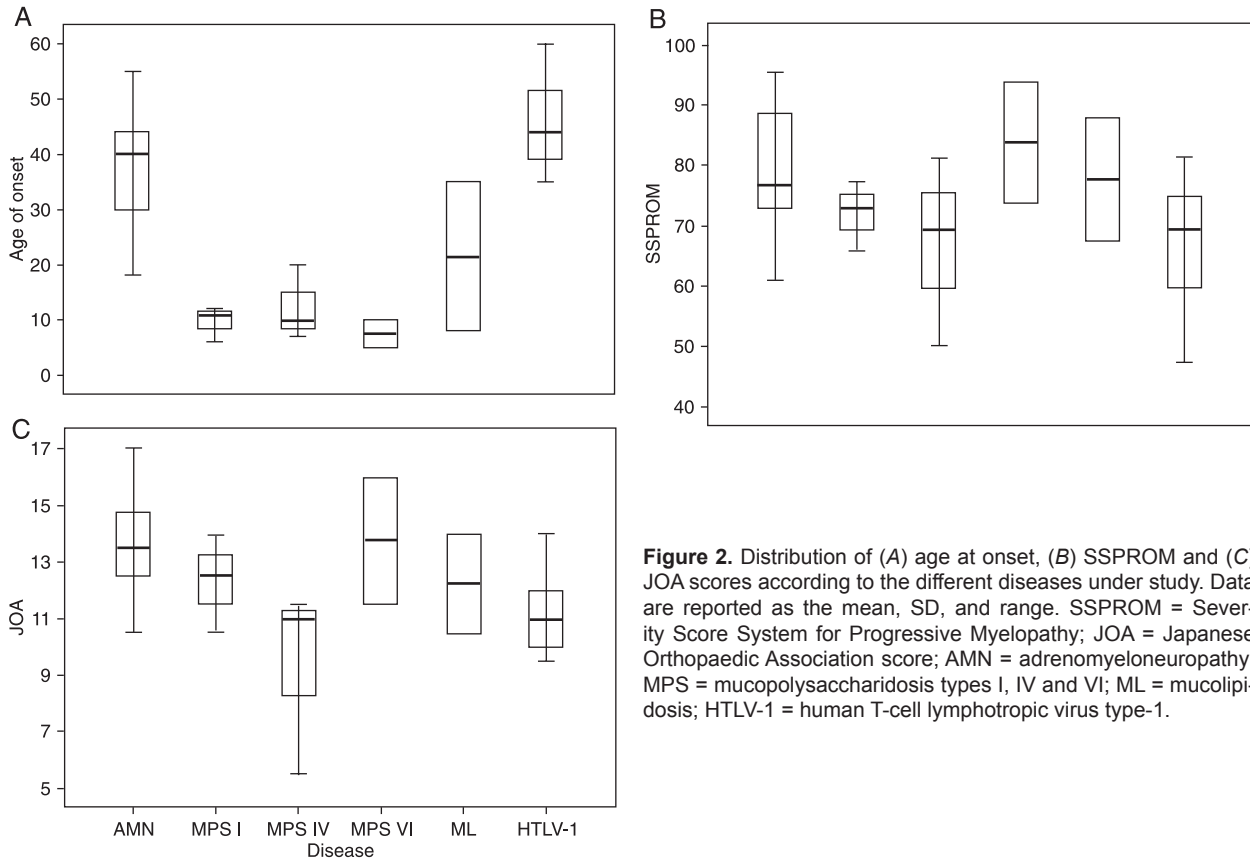 A
60
50
40
30
20
10
0
Age of onset
B
100
90
80
70
60
50
40
SSPROM
C
17
15
13
11
9
7
5
JOA
AMN MPS I MPS IV MPS VI ML HTLV-1
Disease
Figure 2. Distribution of (A) age at onset, (B) SSPROM and (C)
JOA scores according to the different diseases under study. Data
are reported as the mean, SD, and range. SSPROM = Sever-
ity Score System for Progressive Myelopathy; JOA = Japanese
Orthopaedic Association score; AMN = adrenomyeloneuropathy
MPS = mucopolysaccharidosis types I, IV and VI; ML = mucolipi-
dosis; HTLV-1 = human T-cell lymphotropic virus type-1.